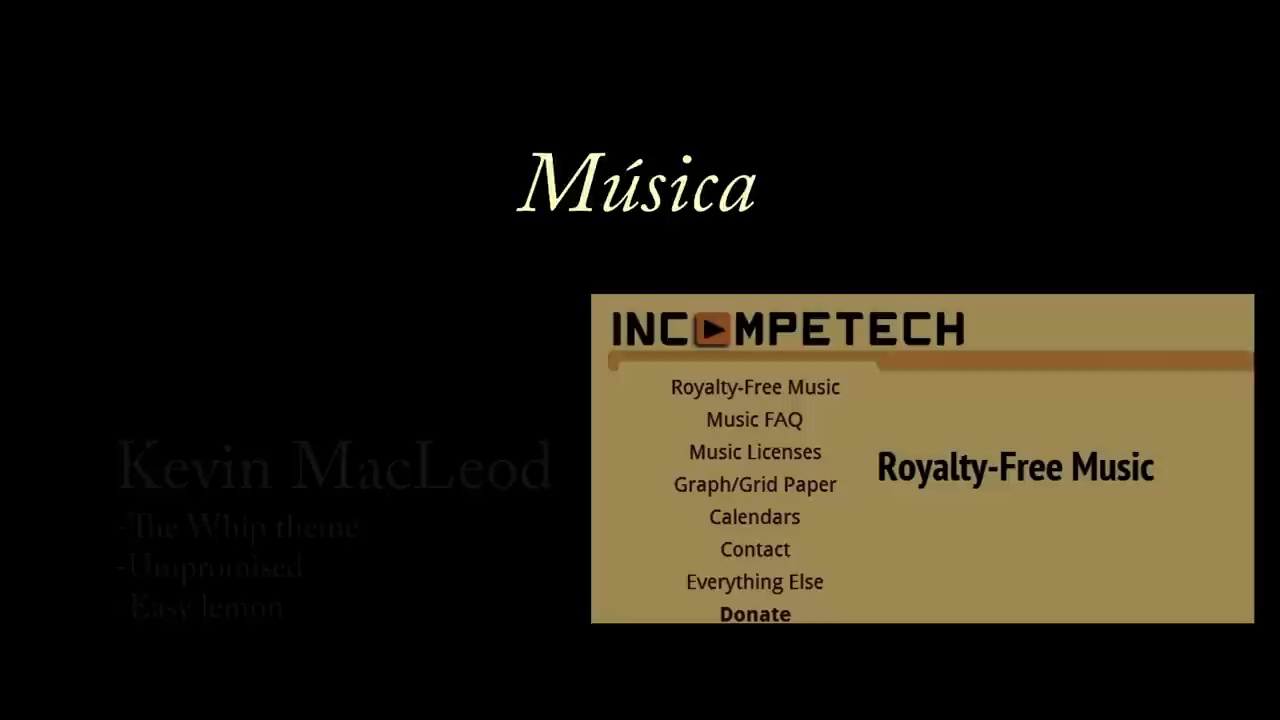 Música
INCOMPETECH
Royalty-Free Music
Music FAQ
Music Licenses
Graph/Grid Paper
Calendars
Contact
Everything Else
Donate
Royalty-Free Music
Kevin MacLeod
-The Whip theme
-Umpromised
Easy lemon